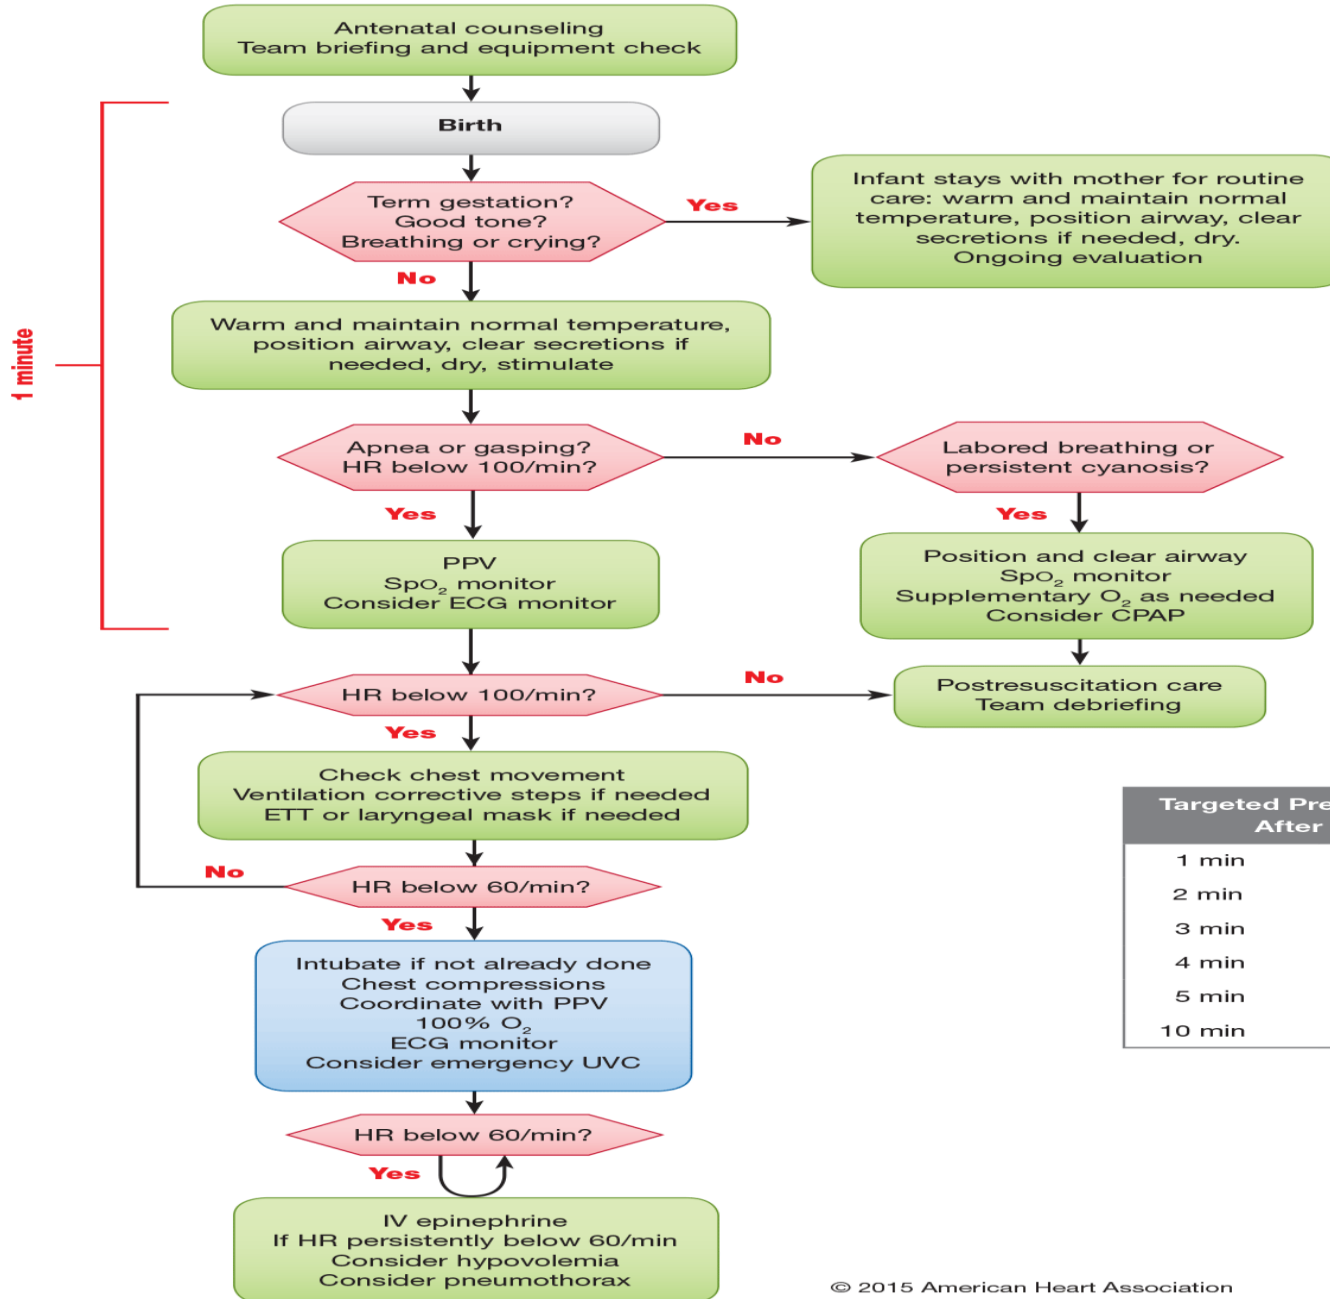 Antenatal counseling
Team briefing and equipment check
Birth
Term gestation?
Good tone?
Breathing or crying?
Yes
Infant stays with mother for routine
care: warm and maintain normal
temperature, position airway, clear
secretions if needed, dry.
Ongoing evaluation
No
1 minute
Warm and maintain normal temperature,
position airway, clear secretions if
needed, dry, stimulate
Apnea or gasping?
HR below 100/min?
No
Labored breathing or
persistent cyanosis?
Yes
Yes
PPV
SpO₂ monitor
Consider ECG monitor
Position and clear airway
SpO₂ monitor
Supplementary O₂ as needed
Consider CPAP
HR below 100/min?
No
Postresuscitation care
Team debriefing
Yes
Check chest movement
Ventilation corrective steps if needed
ETT or laryngeal mask if needed
No
HR below 60/min?
Yes
Intubate if not already done
Chest compressions
Coordinate with PPV
100% O₂
ECG monitor
Consider emergency UVC
HR below 60/min?
Yes
IV epinephrine
If HR persistently below 60/min
Consider hypovolemia
Consider pneumothorax
Targeted Pre
After
1 min
2 min
3 min
4 min
5 min
10 min
© 2015 American Heart Association